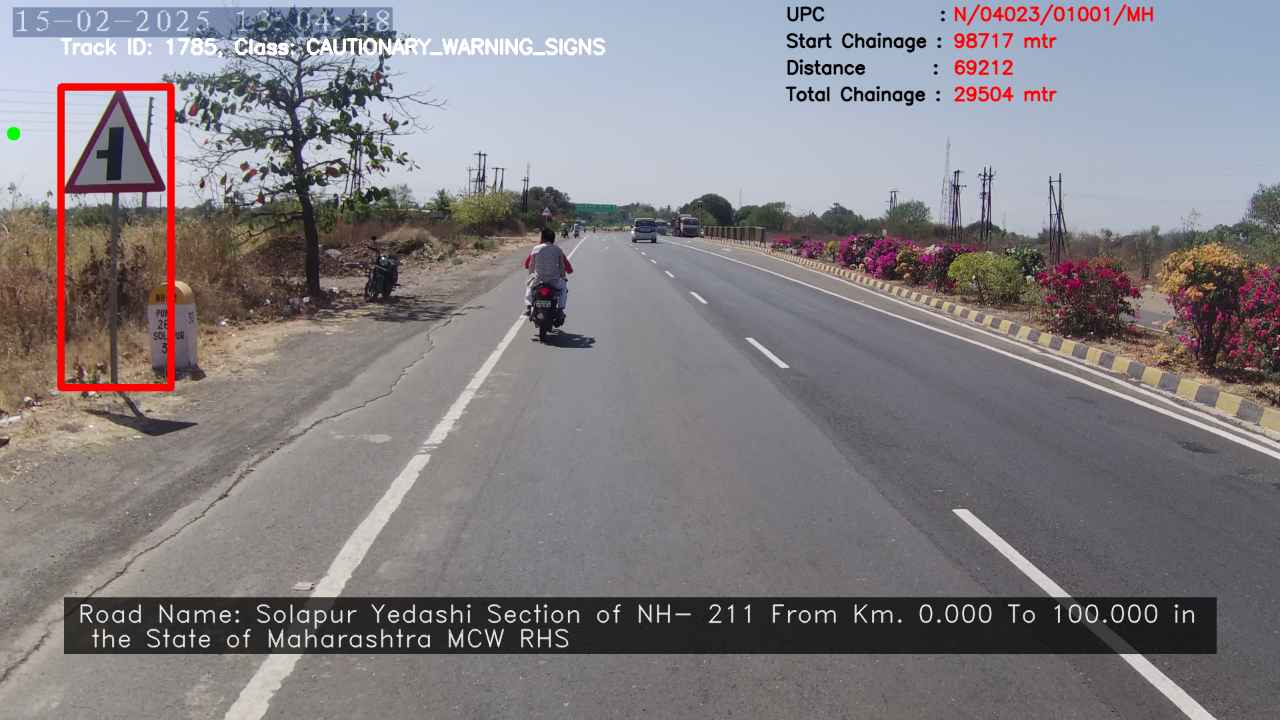 15-02-2025 13:04:48
Track ID: 1785, Class: CAUTIONARY_WARNING_SIGNS
UPC : N/04023/01001/MH
Start Chainage : 98717 mtr
Distance : 69212
Total Chainage : 29504 mtr
Road Name: Solapur Yedashi Section of NH- 211 From Km. 0.000 To 100.000 in
the State of Maharashtra MCW RHS